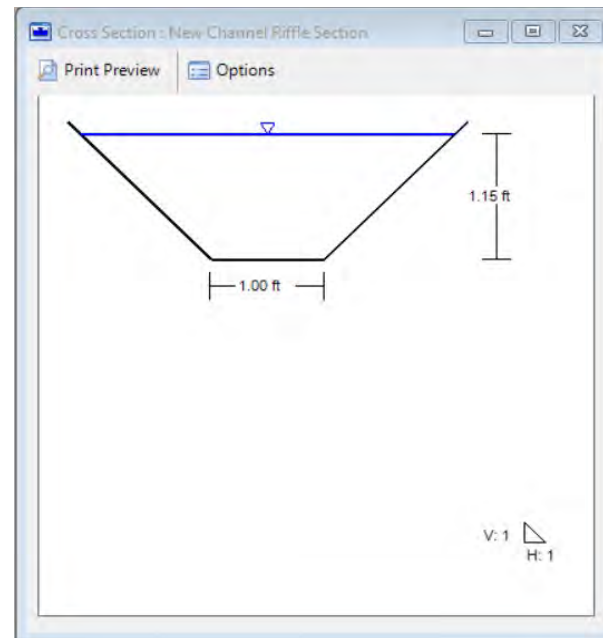 Cross Section : New Channel Riffle Section
Print Preview
Options
1.15 ft
1.00 ft
V: 1
H: 1